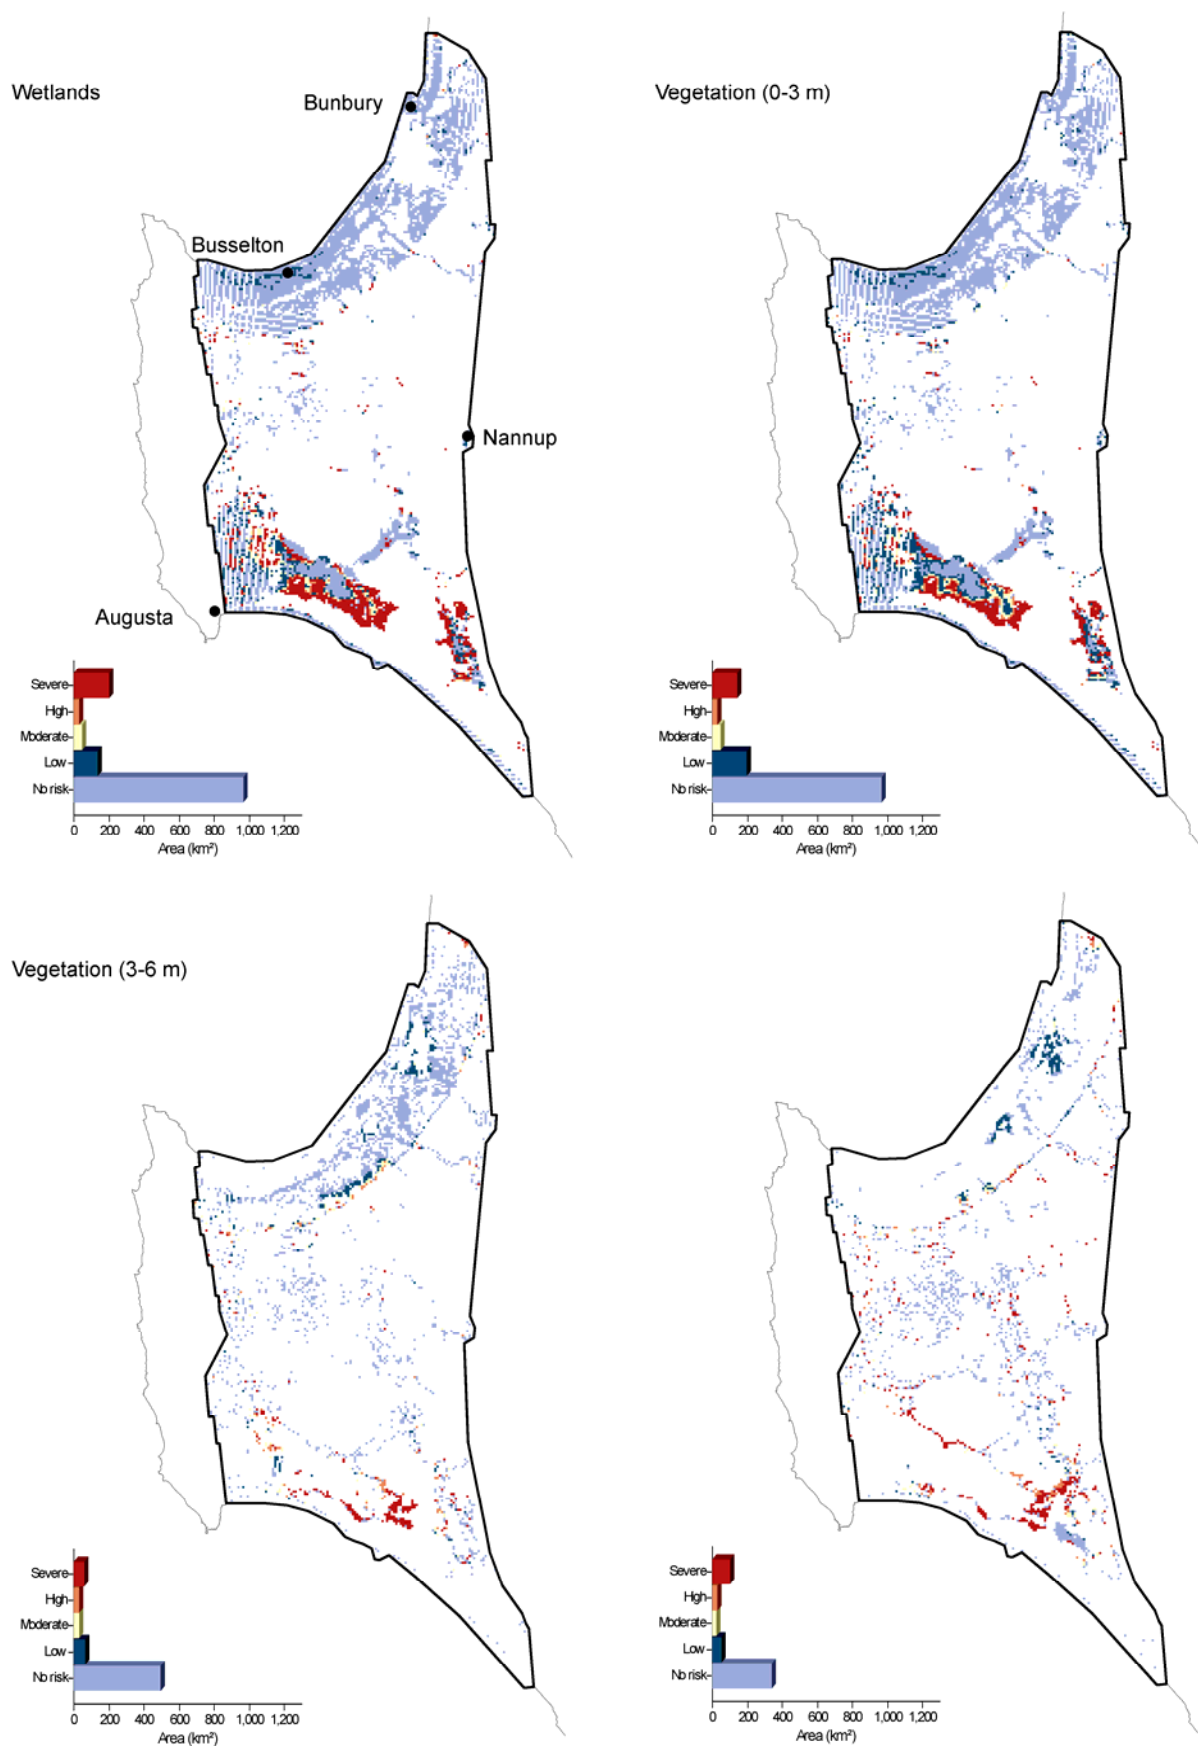 Wetlands
Bunbury
Busselton
Nannup
Augusta
Severe
High
Moderate
Low
No risk
0 200 400 600 800 1,000 1,200
Area (km²)
Vegetation (0-3 m)
Severe
High
Moderate
Low
No risk
0 200 400 600 800 1,000 1,200
Area (km²)
Vegetation (3-6 m)
Severe
High
Moderate
Low
No risk
0 200 400 600 800 1,000 1,200
Area (km²)
Severe
High
Moderate
Low
No risk
0 200 400 600 800 1,000 1,200
Area (km²)